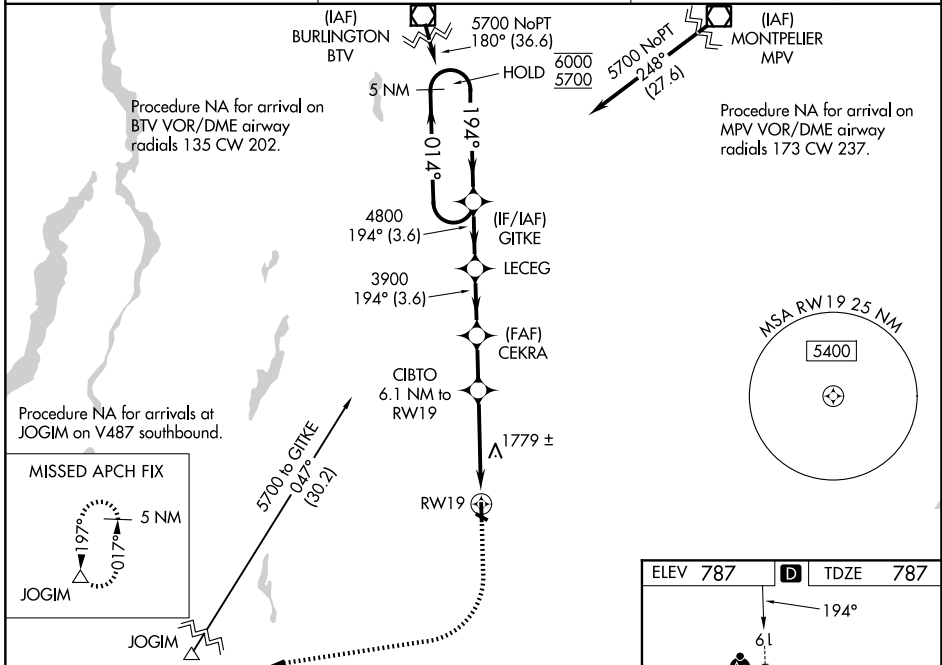 (IAF)
BURLINGTON
BTV
5700 NoPT
180° (36.6)
HOLD
6000
5700
5700 NoPT
248°
(27.6)
(IAF)
MONTPELIER
MPV
5 NM
Procedure NA for arrival on
BTV VOR/DME airway
radials 135 CW 202.
Procedure NA for arrival on
MPV VOR/DME airway
radials 173 CW 237.
194°
014°
4800
194° (3.6)
(IF/IAF)
GITKE
LECEG
3900
194° (3.6)
(FAF)
CEKRA
CIBTO
6.1 NM to
RW19
1779 ±
RW19
MSA RW19 25 NM
5400
Procedure NA for arrivals at
JOGIM on V487 southbound.
MISSED APCH FIX
5 NM
197°
017°
JOGIM
5700 to GITKE
047°
(30.2)
JOGIM
ELEV 787
D
TDZE 787
194°
19